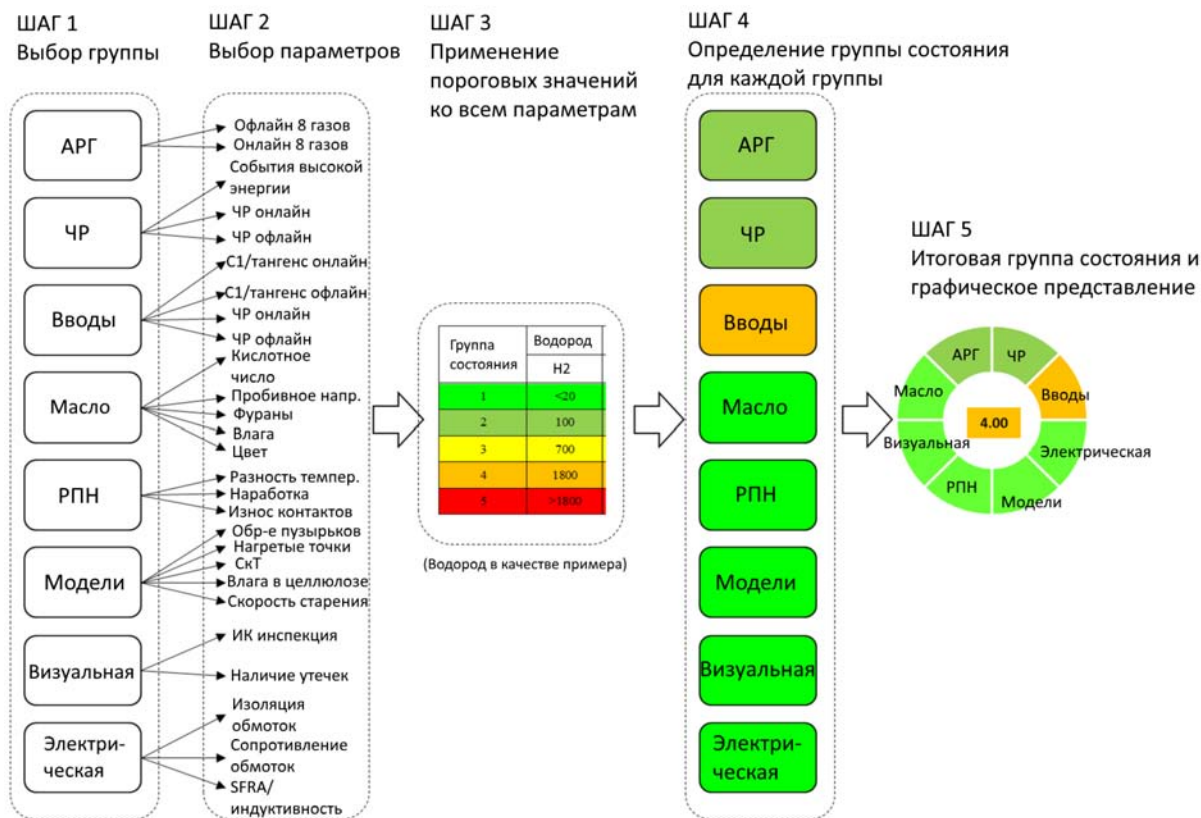 ШАГ 1
Выбор группы
АРГ
ЧР
Вводы
Масло
РПН
Модели
Визуальная
Электри-
ческая
ШАГ 2
Выбор параметров
Офлайн 8 газов
Онлайн 8 газов
События высокой
энергии
ЧР онлайн
ЧР офлайн
С1/тангенс онлайн
С1/тангенс офлайн
ЧР онлайн
ЧР офлайн
Кислотное
число
Пробивное напр.
Фураны
Влага
Цвет
Разность темпер.
Наработка
Износ контактов
Обр-е пузырьков
Нагретые точки
СкТ
Влага в целлюлозе
Скорость старения
ИК инспекция
Наличие утечек
Изоляция
обмоток
Сопротивление
обмоток
SFRA/
индуктивность
ШАГ 3
Применение
пороговых значений
ко всем параметрам
Группа
состояния
Водород
H2
1 <20
2 100
3 700
4 1800
5 >1800
(Водород в качестве примера)
ШАГ 4
Определение группы состояния
для каждой группы
АРГ
ЧР
Вводы
Масло
РПН
Модели
Визуальная
Электри-
ческая
ШАГ 5
Итоговая группа состояния и
графическое представление
АРГ
ЧР
Масло
Вводы
4.00
Визуальная
Электрическая
РПН
Модели